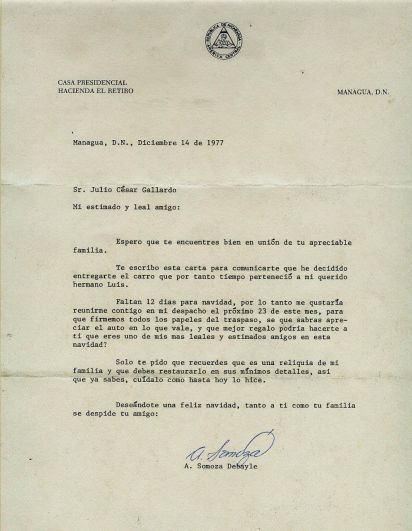 REPUBLICA DE NICARAGUA
AMERICA CENTRAL
CASA PRESIDENCIAL
HACIENDA EL RETIRO
MANAGUA, D.N.
Managua, D.N., Diciembre 14 de 1977
Sr. Julio César Gallardo
Mi estimado y leal amigo:
Espero que te encuentres bien en unión de tu apreciable
familia.
Te escribo esta carta para comunicarte que he decidido
entregarte el carro que por tanto tiempo perteneció a mi querido
hermano Luis.
Faltan 12 dias para navidad, por lo tanto me gustaría
reunirme contigo en mi despacho el próximo 23 de este mes, para
que firmemos todos los papeles del traspaso, se que sabras apre-
ciar el auto en lo que vale, y que mejor regalo podría hacerte a
ti que eres uno de mis mas leales y estimados amigos en esta
navidad?
Solo te pido que recuerdes que es una reliquia de mi
familia y que debes restaurarlo en sus mínimos detalles, asi
que ya sabes, cuídalo como hasta hoy lo hice.
Deseándote una feliz navidad, tanto a ti como tu familia
se despide tu amigo:
A. Somoza
A. Somoza Debayle